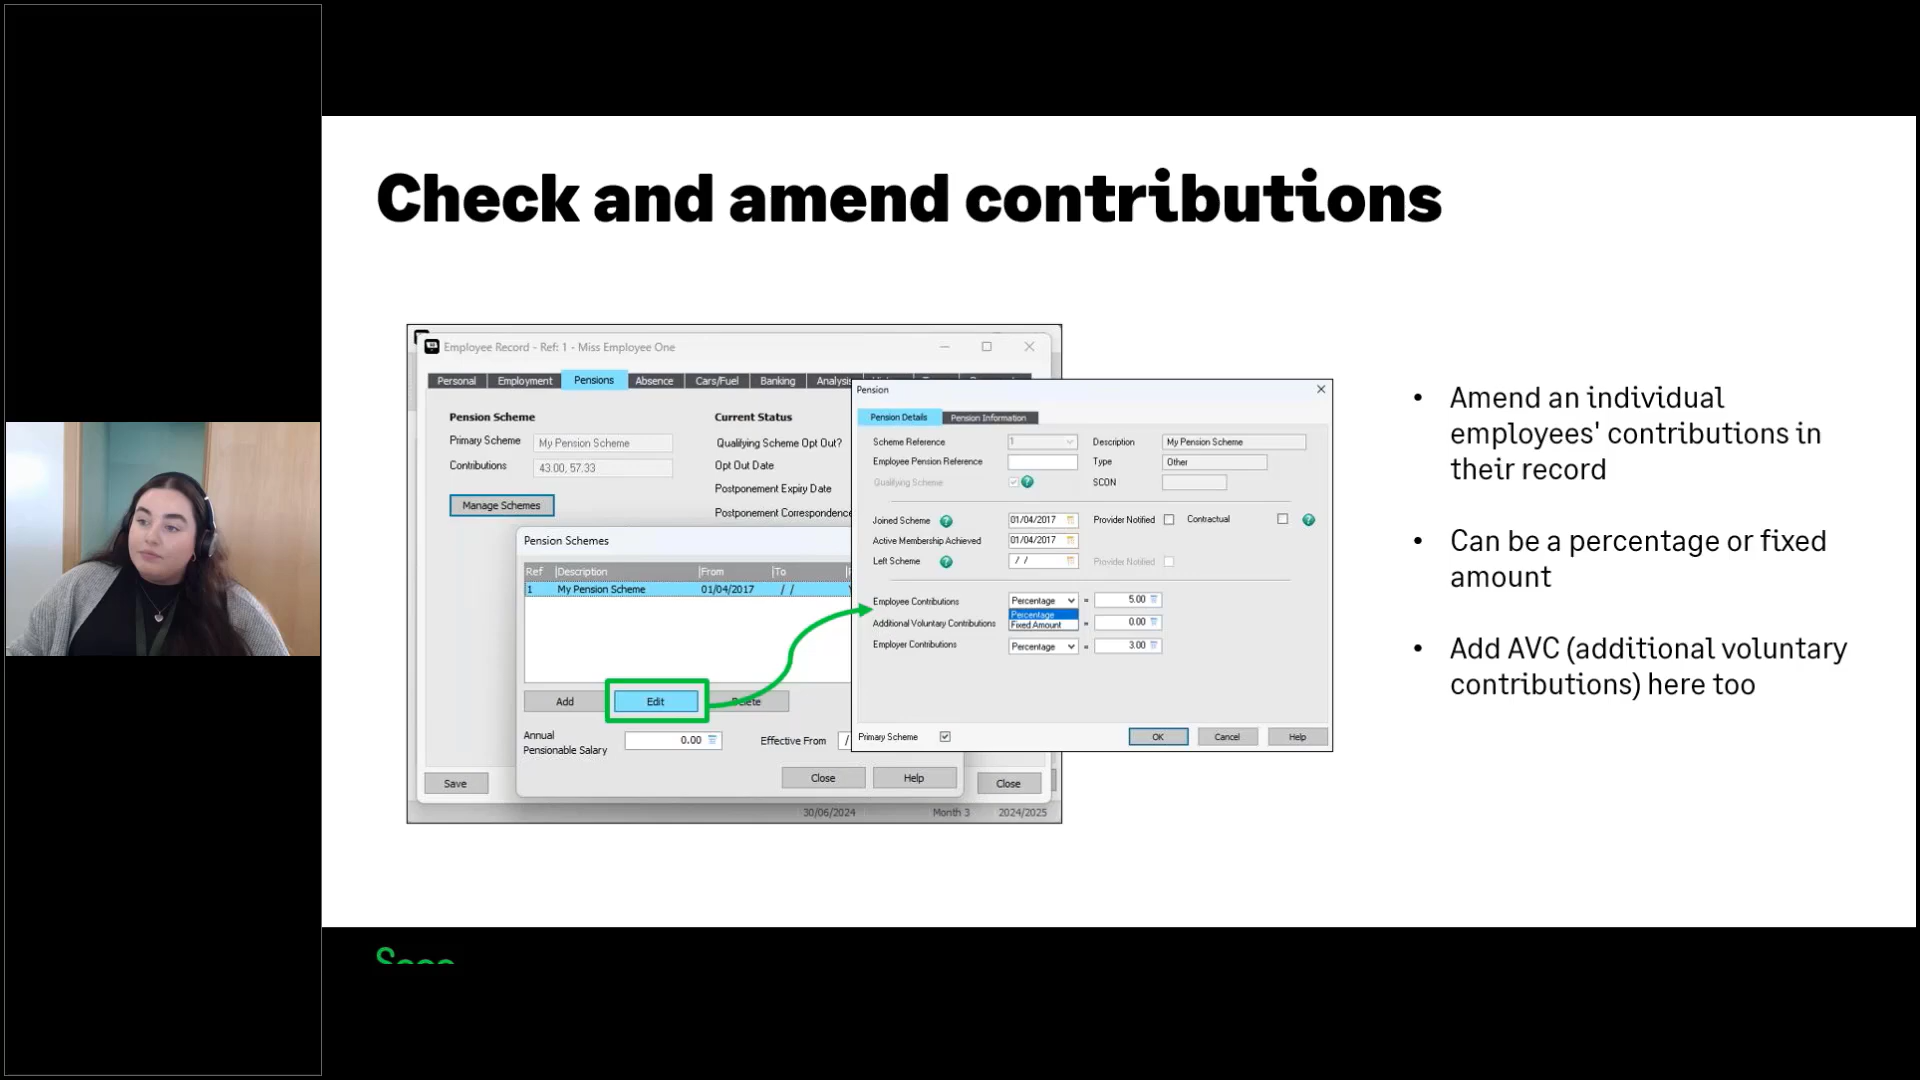 Check and amend contributions
Employee Record - Ref: 1 - Miss Employee One
Personal Employment Pensions Absence Cars/Fuel Banking Analysis
Pension Scheme
Primary Scheme My Pension Scheme
Contributions 43.00, 57.33
Manage Schemes
Current Status
Qualifying Scheme Opt Out?
Opt Out Date
Postponement Expiry Date
Postponement Correspondence
Pension Schemes
Ref Description From To
1 My Pension Scheme 01/04/2017 / /
Add Edit Delete
Annual
Pensionable Salary 0.00 Effective From /
Close Help
Save Close
30/06/2024 Month 3 2024/2025
Pension
Pension Details Pension Information
Scheme Reference 1 Description My Pension Scheme
Employee Pension Reference Type Other
Qualifying Scheme SCON
Joined Scheme 01/04/2017 Provider Notified Contractual
Active Membership Achieved 01/04/2017
Left Scheme / / Provider Notified
Employee Contributions Percentage = 5.00
Percentage
Fixed Amount
Additional Voluntary Contributions = 0.00
Employer Contributions Percentage = 3.00
Primary Scheme OK Cancel Help
• Amend an individual
employees' contributions in
their record
• Can be a percentage or fixed
amount
• Add AVC (additional voluntary
contributions) here too